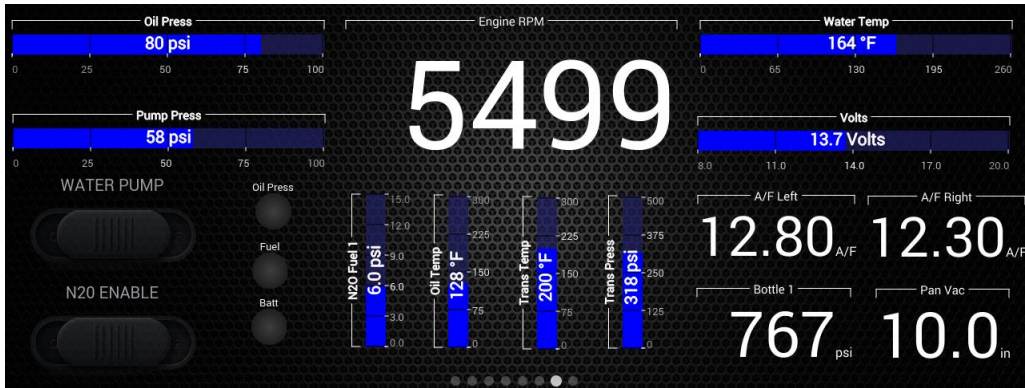 Oil Press
80 psi
0 25 50 75 100
Pump Press
58 psi
0 25 50 75 100
WATER PUMP
N20 ENABLE
Oil Press
Fuel
Batt
Engine RPM
5499
N2O Fuel 1
6.0 psi
15.0
12.0
9.0
6.0
3.0
0.0
Oil Temp
128 °F
300
225
150
75
0
Trans Temp
200 °F
300
225
150
75
0
Trans Press
318 psi
500
375
250
125
0
Water Temp
164 °F
0 65 130 195 260
Volts
13.7 Volts
8.0 11.0 14.0 17.0 20.0
A/F Left
12.80 A/F
A/F Right
12.30 A/F
Bottle 1
767 psi
Pan Vac
10.0 in